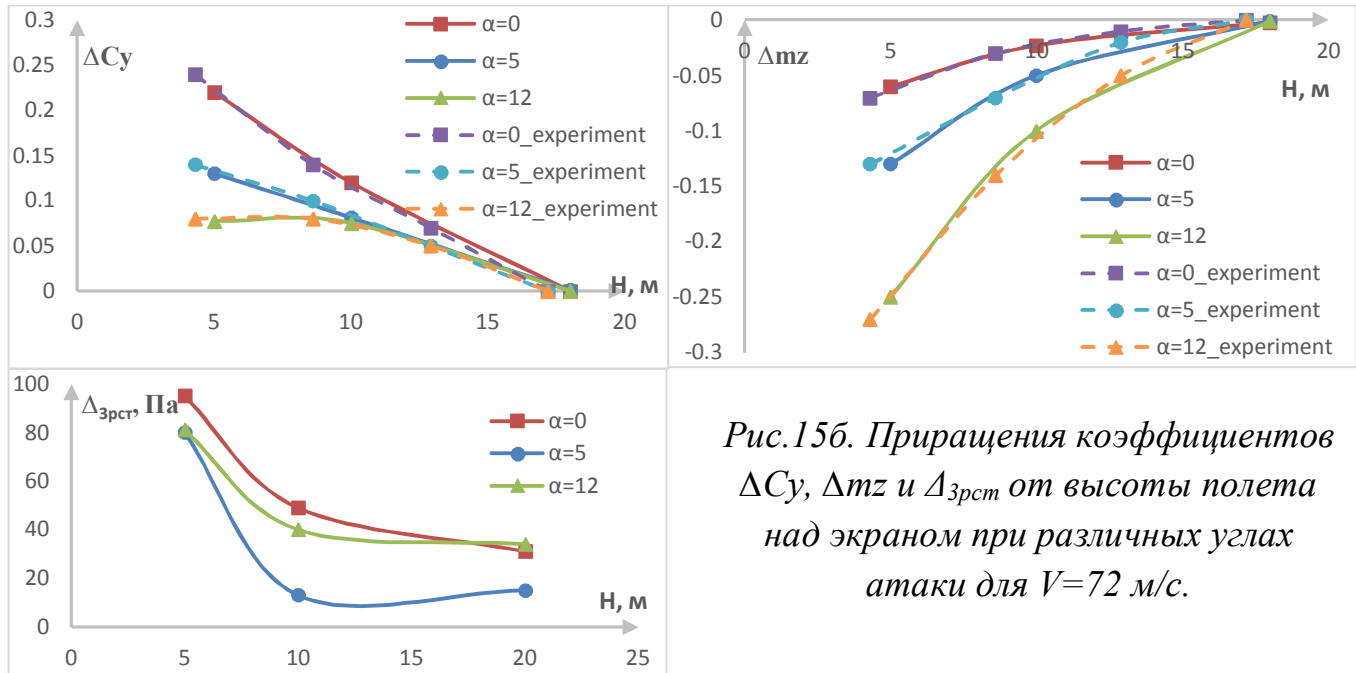 0.3
0.25
0.2
0.15
0.1
0.05
0
ΔCy
α=0
α=5
α=12
α=0_experiment
α=5_experiment
α=12_experiment
H, м
0 5 10 15 20
0
-0.05
-0.1
-0.15
-0.2
-0.25
-0.3
0 5 10 15 20
Δmz
H, м
α=0
α=5
α=12
α=0_experiment
α=5_experiment
α=12_experiment
100
80
60
40
20
0
Δ3рст, Па
α=0
α=5
α=12
H, м
0 5 10 15 20 25
Рис.15б. Приращения коэффициентов
ΔCy, Δmz и Δ3рст от высоты полета
над экраном при различных углах
атаки для V=72 м/с.